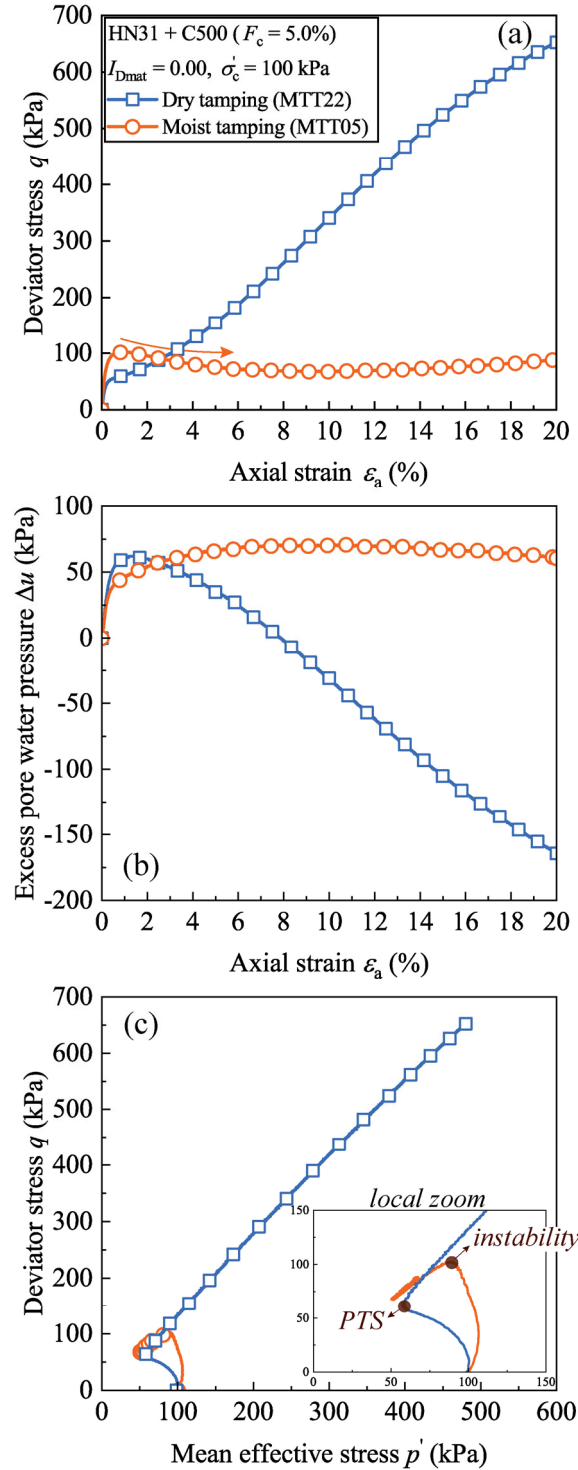 700
600
500
400
300
200
100
0
Deviator stress q (kPa)
HN31 + C500 (Fc = 5.0%)
IDmat = 0.00, σ'c = 100 kPa
Dry tamping (MTT22)
Moist tamping (MTT05)
(a)
0 2 4 6 8 10 12 14 16 18 20
Axial strain εa (%)
100
50
0
-50
-100
-150
-200
Excess pore water pressure Δu (kPa)
(b)
0 2 4 6 8 10 12 14 16 18 20
Axial strain εa (%)
700
600
500
400
300
200
100
0
Deviator stress q (kPa)
(c)
local zoom
150
100
50
0
instability
PTS
0 25 50 75 100 125 150
0 100 200 300 400 500 600
Mean effective stress p' (kPa)